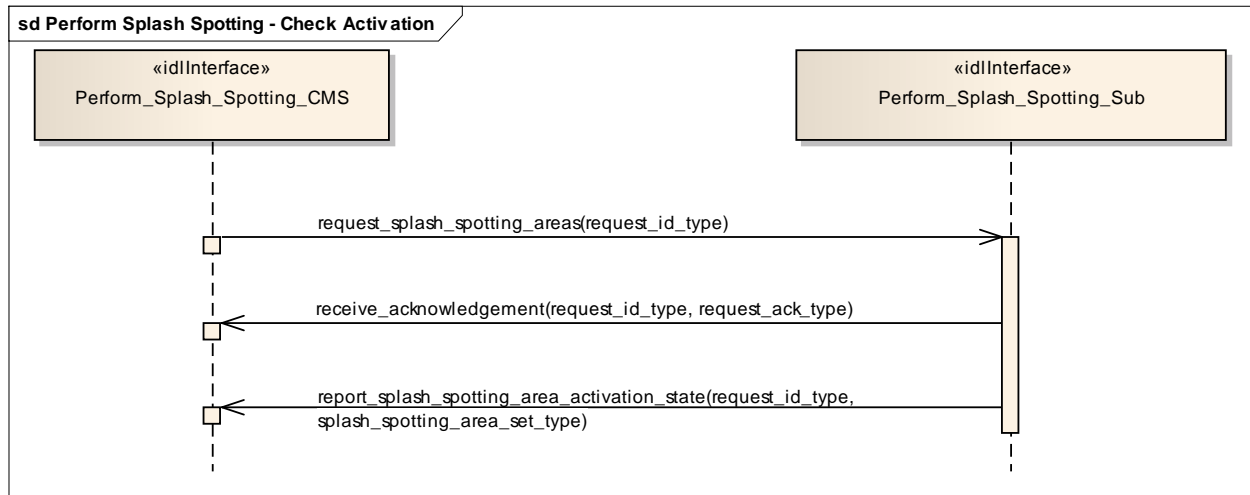 sd Perform Splash Spotting - Check Activation
«idlInterface»
Perform_Splash_Spotting_CMS
«idlInterface»
Perform_Splash_Spotting_Sub
request_splash_spotting_areas(request_id_type)
receive_acknowledgement(request_id_type, request_ack_type)
report_splash_spotting_area_activation_state(request_id_type,
splash_spotting_area_set_type)